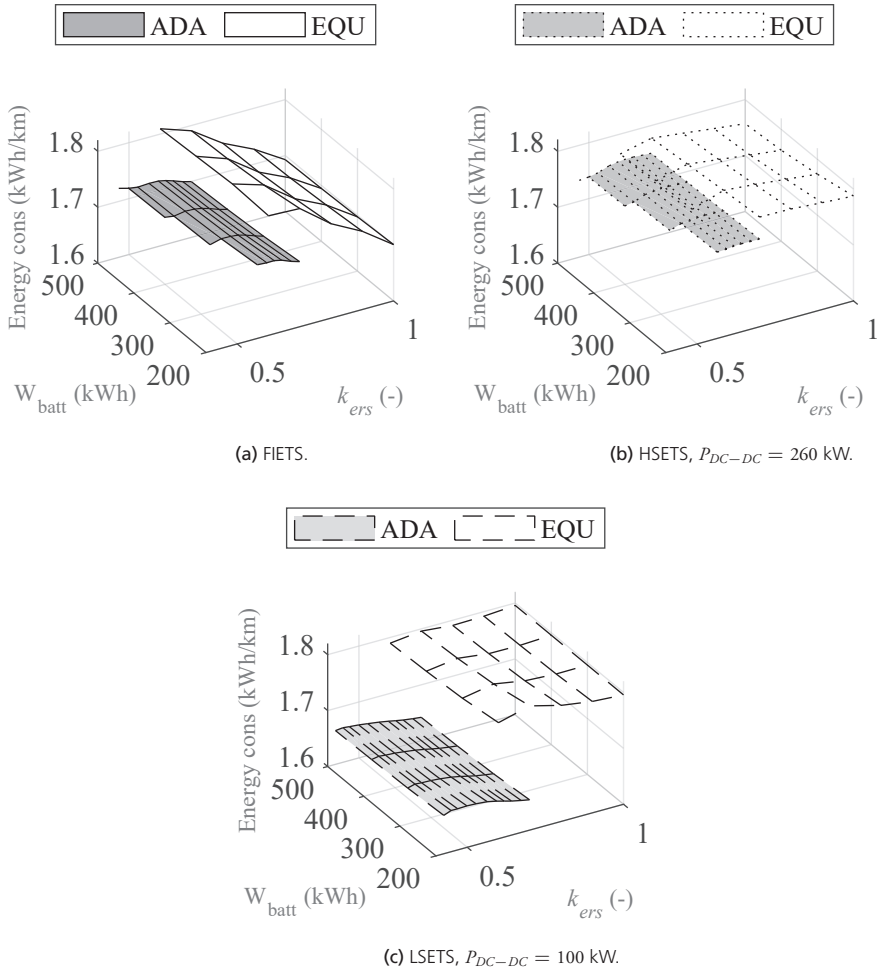 ADA EQU
ADA EQU
Energy cons (kWh/km)
1.8
1.7
1.6
500
400
300
200
0.5
1
W_batt (kWh)
k_ers (-)
Energy cons (kWh/km)
1.8
1.7
1.6
500
400
300
200
0.5
1
W_batt (kWh)
k_ers (-)
(a) FIETS.
(b) HSETS, P_DC−DC = 260 kW.
ADA EQU
Energy cons (kWh/km)
1.8
1.7
1.6
500
400
300
200
0.5
1
W_batt (kWh)
k_ers (-)
(c) LSETS, P_DC−DC = 100 kW.